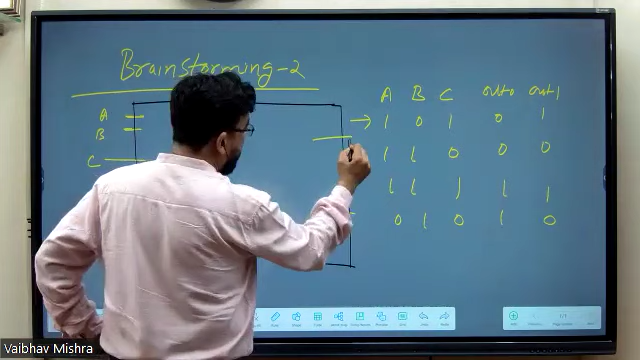 Brainstorming-2
A
B
C
A B C out0 out1
→ 1 0 1 0 1
1 1 0 0 0
1 1 1 1 1
0 1 0 1 0
Vaibhav Mishra